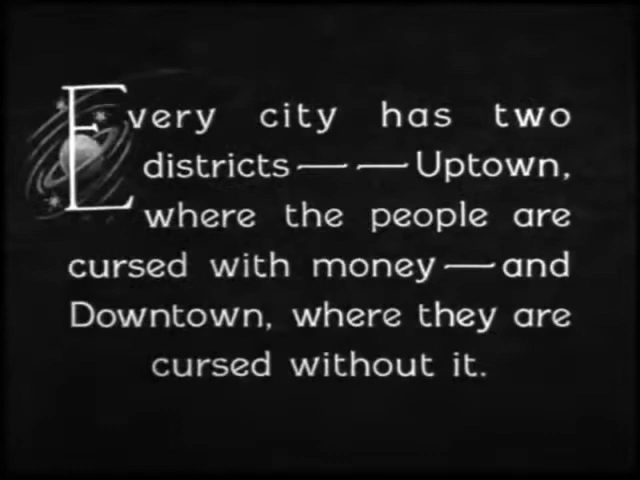 Every city has two
districts — — Uptown,
where the people are
cursed with money — and
Downtown, where they are
cursed without it.